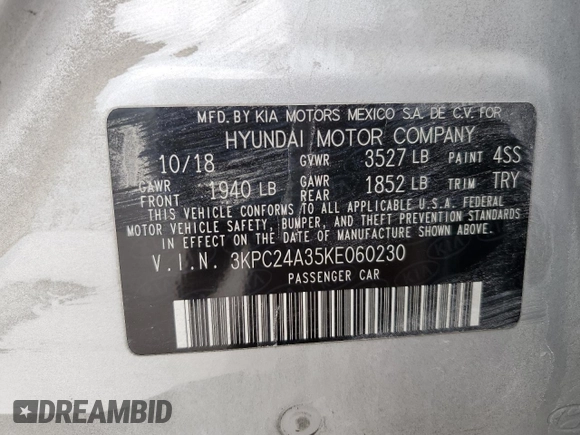 MFD. BY KIA MOTORS MEXICO S.A. DE C.V. FOR
HYUNDAI MOTOR COMPANY
10/18 GVWR 3527 LB PAINT 4SS
GAWR FRONT 1940 LB GAWR REAR 1852 LB TRIM TRY
THIS VEHICLE CONFORMS TO ALL APPLICABLE U.S.A. FEDERAL
MOTOR VEHICLE SAFETY, BUMPER, AND THEFT PREVENTION STANDARDS
IN EFFECT ON THE DATE OF MANUFACTURE SHOWN ABOVE.
V.I.N. 3KPC24A35KE060230
PASSENGER CAR
DREAMBID